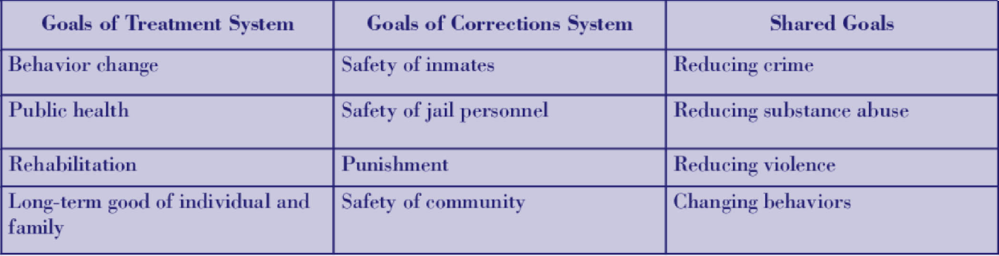 Goals of Treatment System
Goals of Corrections System
Shared Goals
Behavior change
Safety of inmates
Reducing crime
Public health
Safety of jail personnel
Reducing substance abuse
Rehabilitation
Punishment
Reducing violence
Long-term good of individual and
family
Safety of community
Changing behaviors